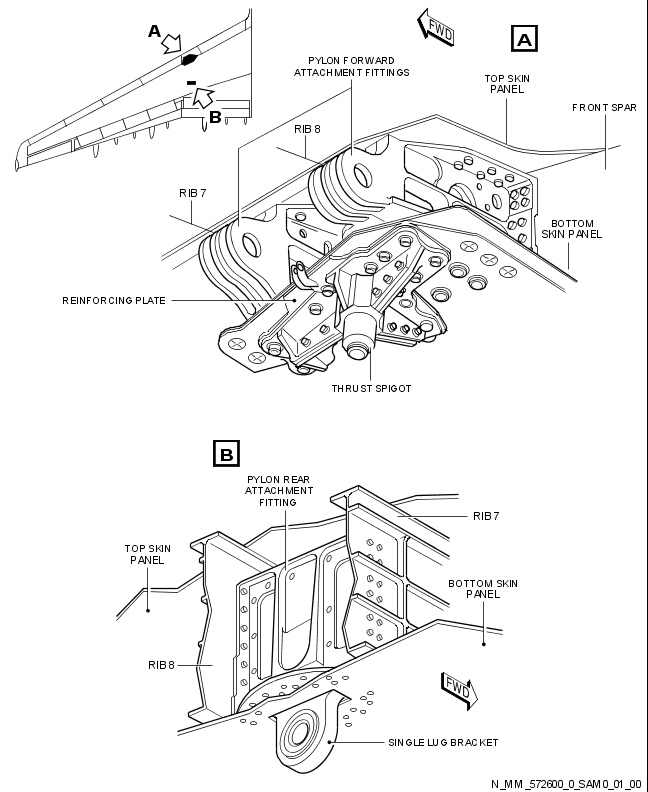 A
B
FWD
A
PYLON FORWARD
ATTACHMENT FITTINGS
TOP SKIN
PANEL
FRONT SPAR
RIB 8
RIB 7
BOTTOM
SKIN PANEL
REINFORCING PLATE
THRUST SPIGOT
B
PYLON REAR
ATTACHMENT
FITTING
RIB 7
TOP SKIN
PANEL
BOTTOM SKIN
PANEL
RIB 8
FWD
SINGLE LUG BRACKET
N_MM_572600_0_SAM0_01_00